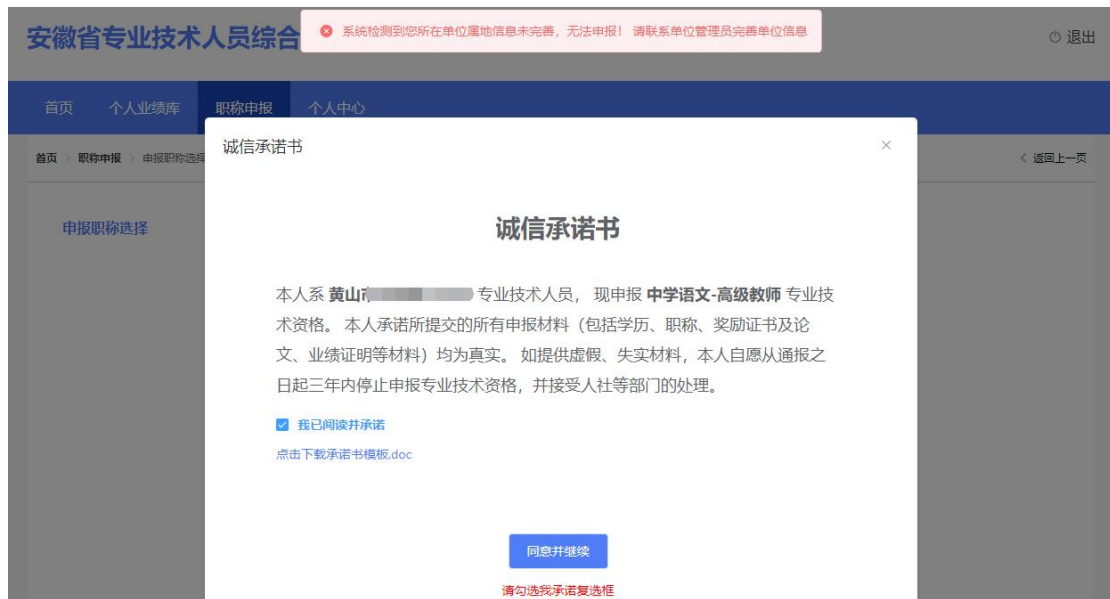 安徽省专业技术人员综合
系统检测到您所在单位属地信息未完善，无法申报！ 请联系单位管理员完善单位信息
退出
首页 个人业绩库 职称申报 个人中心
首页 > 职称申报 > 申报职称选择
< 返回上一页
诚信承诺书 ×
申报职称选择
诚信承诺书
本人系 黄山市 专业技术人员， 现申报 中学语文-高级教师 专业技
术资格。 本人承诺所提交的所有申报材料（包括学历、职称、奖励证书及论
文、业绩证明等材料）均为真实。 如提供虚假、失实材料，本人自愿从通报之
日起三年内停止申报专业技术资格，并接受人社等部门的处理。
我已阅读并承诺
点击下载承诺书模板.doc
同意并继续
请勾选我承诺复选框